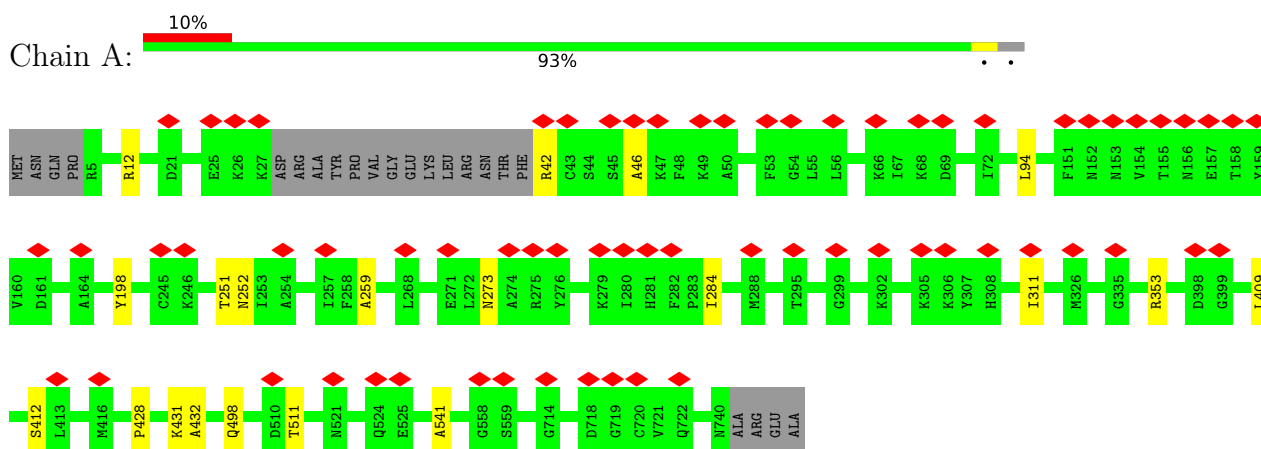 10%
Chain A:
93%
• •
MET ASN GLN PRO R5 R12 D21 E25 K26 K27 ASP ARG ALA TYR PRO VAL GLY GLU LYS LEU ARG ASN THR PHE R42 C43 S44 S45 A46 K47 F48 K49 A50 F53 G54 L55 L56 K66 I67 K68 D69 I72 L94 F151 N152 N153 V154 T155 N156 E157 T158 Y159
V160 D161 A164 Y198 C245 K246 T251 N252 I253 A254 I257 F258 A259 L268 E271 L272 N273 A274 R275 Y276 K279 I280 H281 F282 P283 I284 M288 T295 G299 K302 K305 K306 Y307 H308 I311 M326 G335 R353 D398 G399 L409
S412 L413 M416 P428 K431 A432 Q498 D510 T511 N521 Q524 E525 A541 G558 S559 G714 D718 G719 C720 V721 Q722 N740 ALA ARG GLU ALA